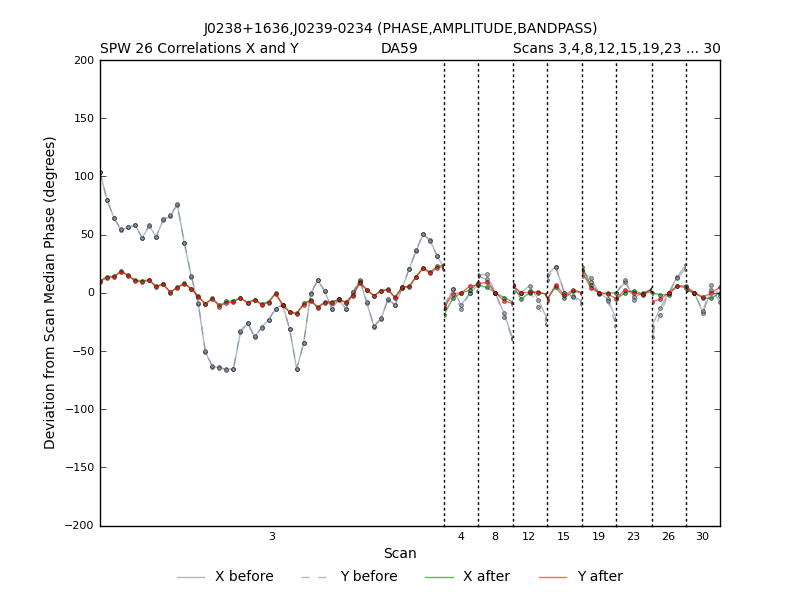 J0238+1636,J0239-0234 (PHASE,AMPLITUDE,BANDPASS)
SPW 26 Correlations X and Y DA59 Scans 3,4,8,12,15,19,23 ... 30
200
150
100
50
0
−50
−100
−150
−200
Deviation from Scan Median Phase (degrees)
3 4 8 12 15 19 23 26 30
Scan
X before Y before X after Y after